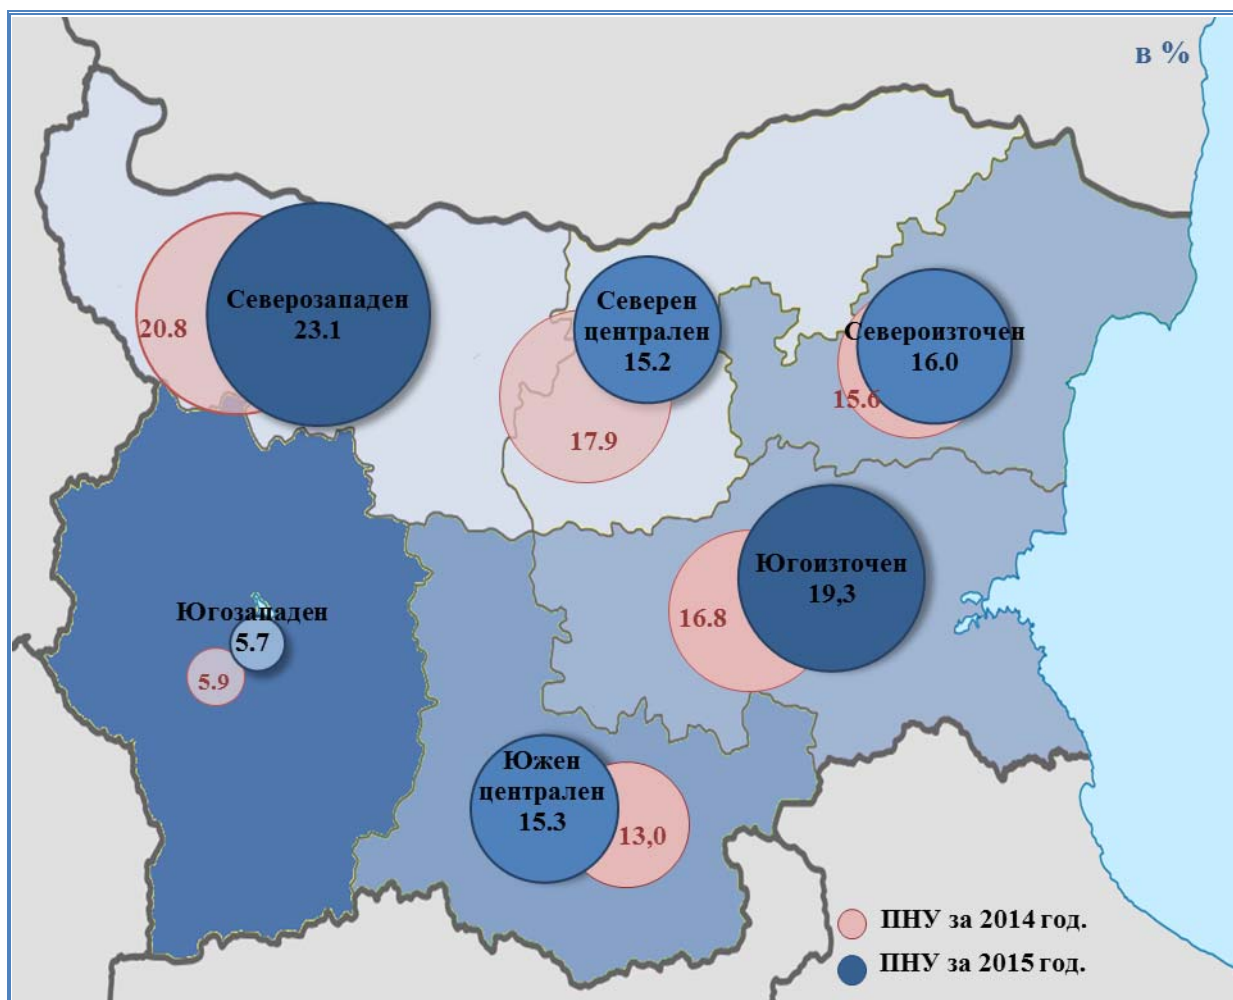 в %
Северозападен
23.1
20.8
Северен
централен
15.2
17.9
Североизточен
16.0
15.6
Югоизточен
19,3
16.8
Югозападен
5.7
5.9
Южен
централен
15.3
13,0
ПНУ за 2014 год.
ПНУ за 2015 год.